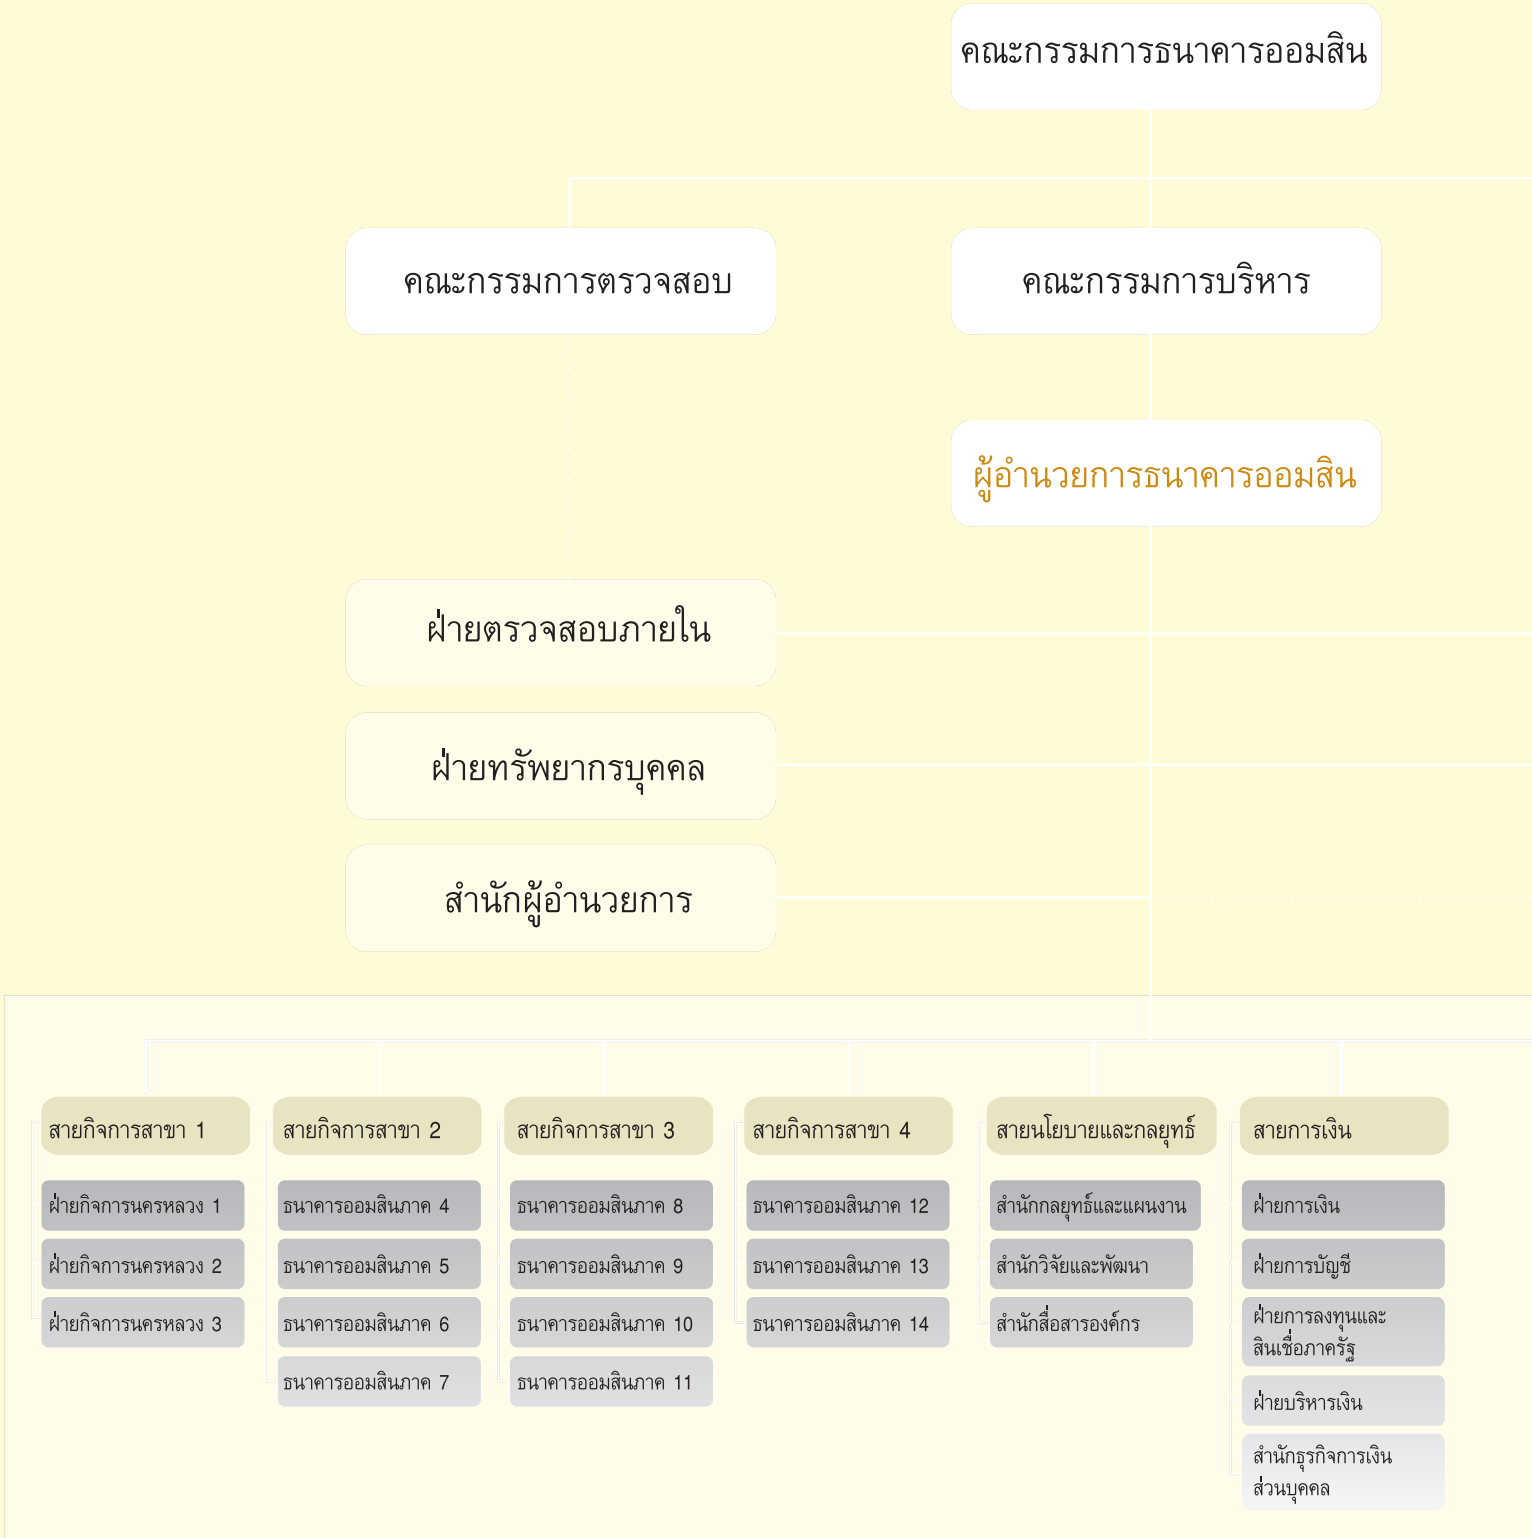 คณะกรรมการธนาคารออมสิน
คณะกรรมการตรวจสอบ
คณะกรรมการบริหาร
ผู้อำนวยการธนาคารออมสิน
ฝ่ายตรวจสอบภายใน
ฝ่ายทรัพยากรบุคคล
สำนักผู้อำนวยการ
สายกิจการสาขา 1
ฝ่ายกิจการนครหลวง 1
ฝ่ายกิจการนครหลวง 2
ฝ่ายกิจการนครหลวง 3
สายกิจการสาขา 2
ธนาคารออมสินภาค 4
ธนาคารออมสินภาค 5
ธนาคารออมสินภาค 6
ธนาคารออมสินภาค 7
สายกิจการสาขา 3
ธนาคารออมสินภาค 8
ธนาคารออมสินภาค 9
ธนาคารออมสินภาค 10
ธนาคารออมสินภาค 11
สายกิจการสาขา 4
ธนาคารออมสินภาค 12
ธนาคารออมสินภาค 13
ธนาคารออมสินภาค 14
สายนโยบายและกลยุทธ์
สำนักกลยุทธ์และแผนงาน
สำนักวิจัยและพัฒนา
สำนักสื่อสารองค์กร
สายการเงิน
ฝ่ายการเงิน
ฝ่ายการบัญชี
ฝ่ายการลงทุนและ
สินเชื่อภาครัฐ
ฝ่ายบริหารเงิน
สำนักธุรกิจการเงิน
ส่วนบุคคล